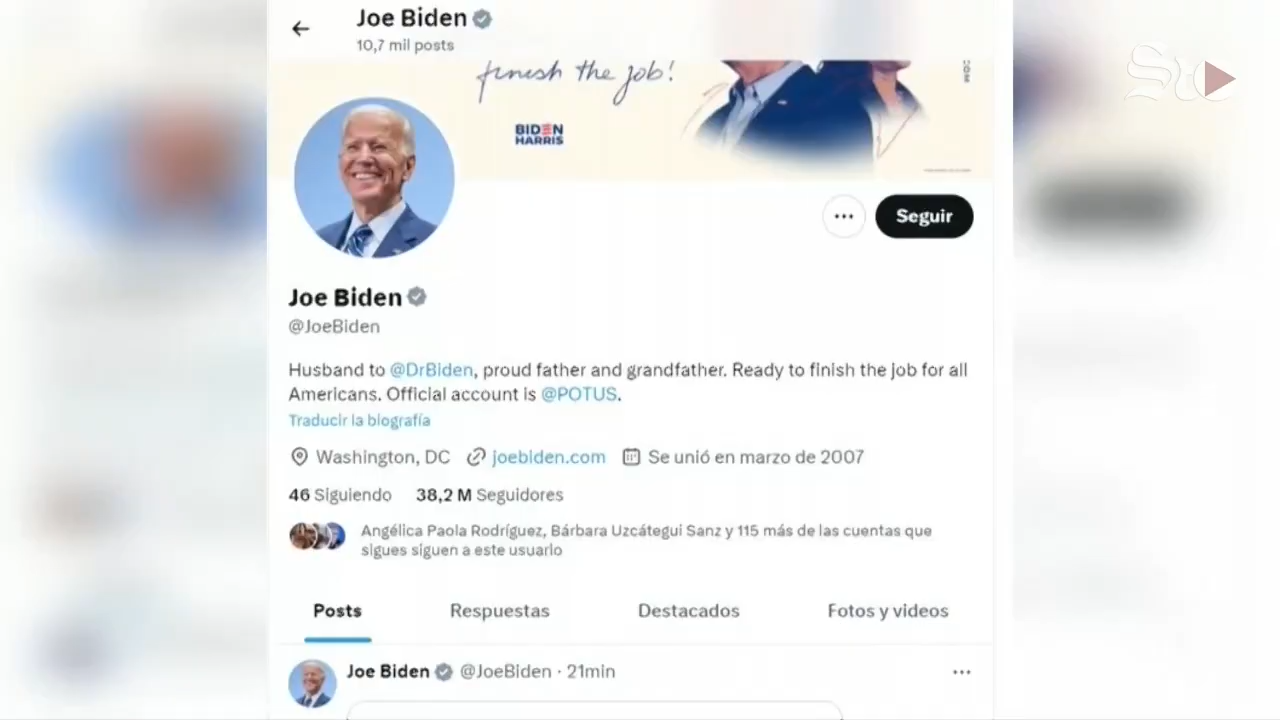 Joe Biden
10,7 mil posts
finish the job!
BIDEN
HARRIS
Seguir
Joe Biden
@JoeBiden
Husband to @DrBiden, proud father and grandfather. Ready to finish the job for all
Americans. Official account is @POTUS.
Traducir la biografía
Washington, DC joebiden.com Se unió en marzo de 2007
46 Siguiendo 38,2 M Seguidores
Angélica Paola Rodríguez, Bárbara Uzcátegui Sanz y 115 más de las cuentas que
sigues siguen a este usuario
Posts Respuestas Destacados Fotos y videos
Joe Biden @JoeBiden · 21min